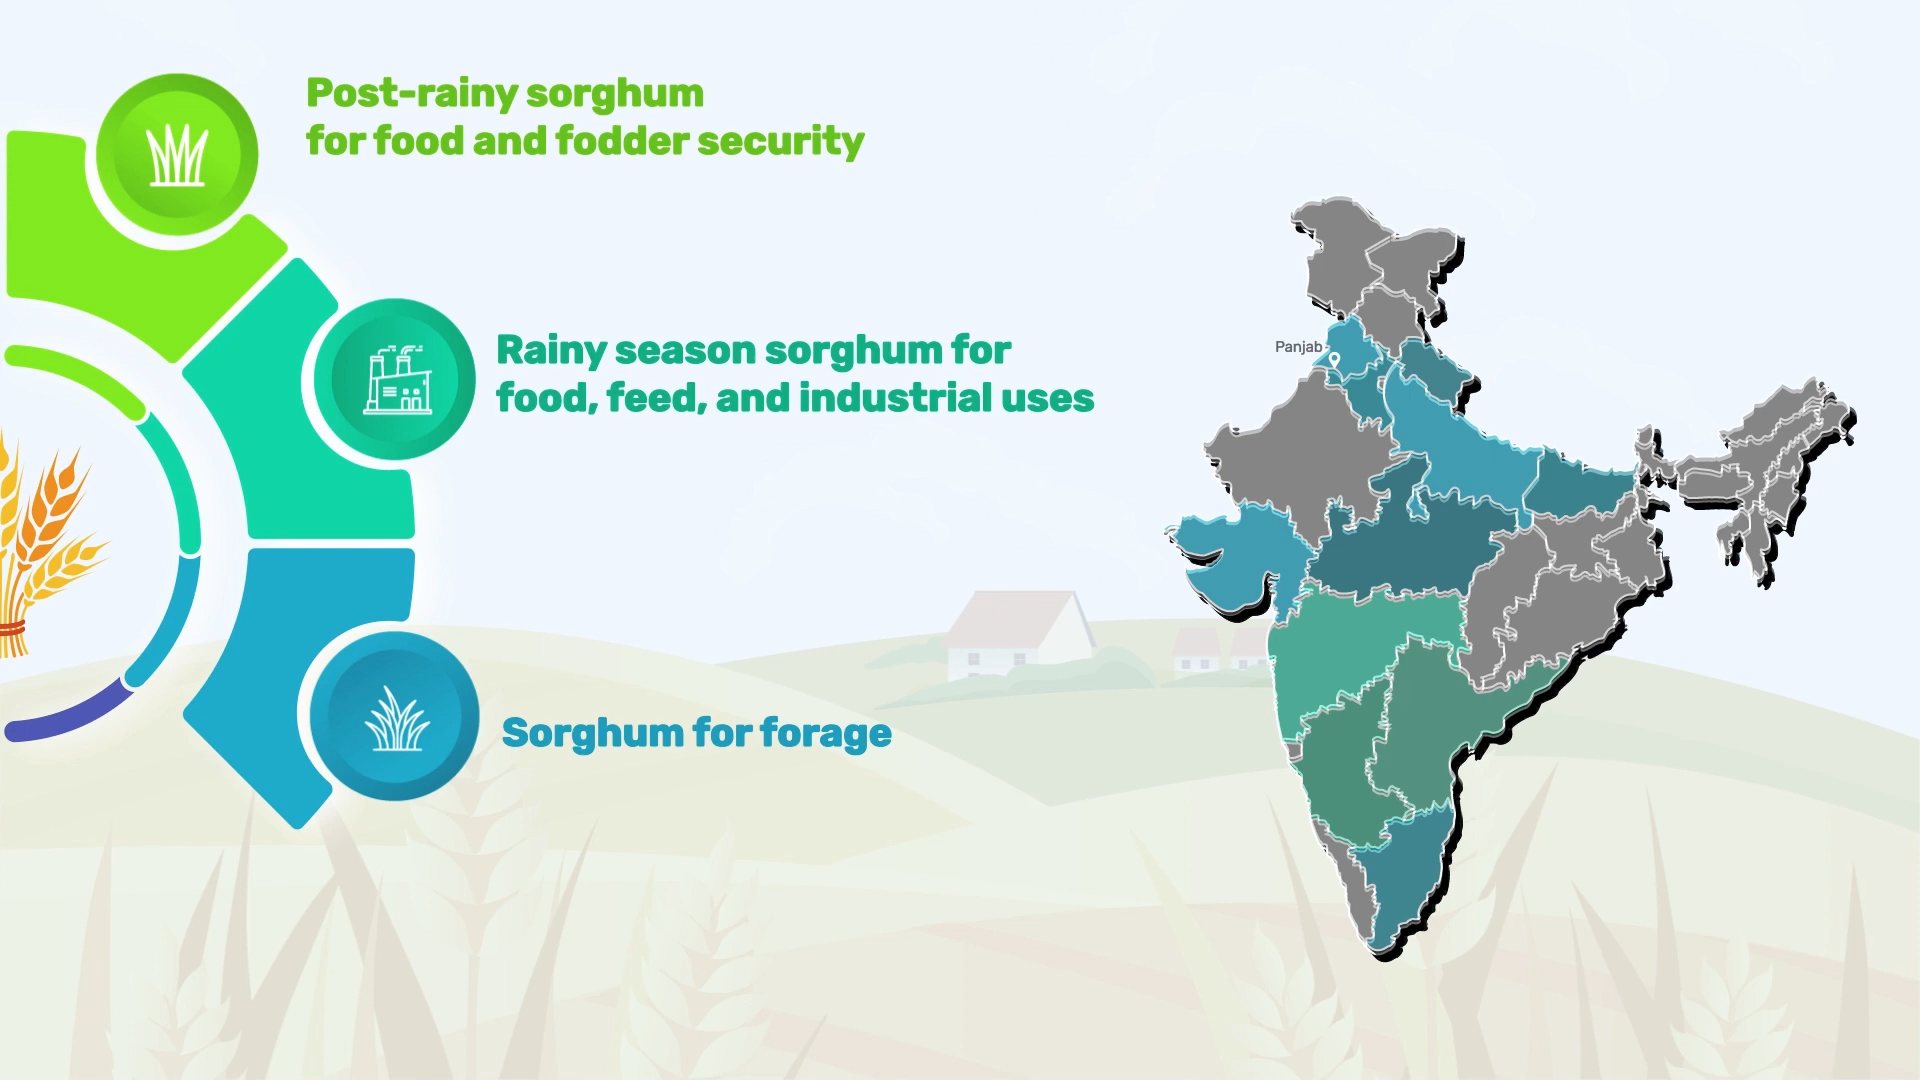 Post-rainy sorghum
for food and fodder security
Rainy season sorghum for
food, feed, and industrial uses
Panjab
Sorghum for forage